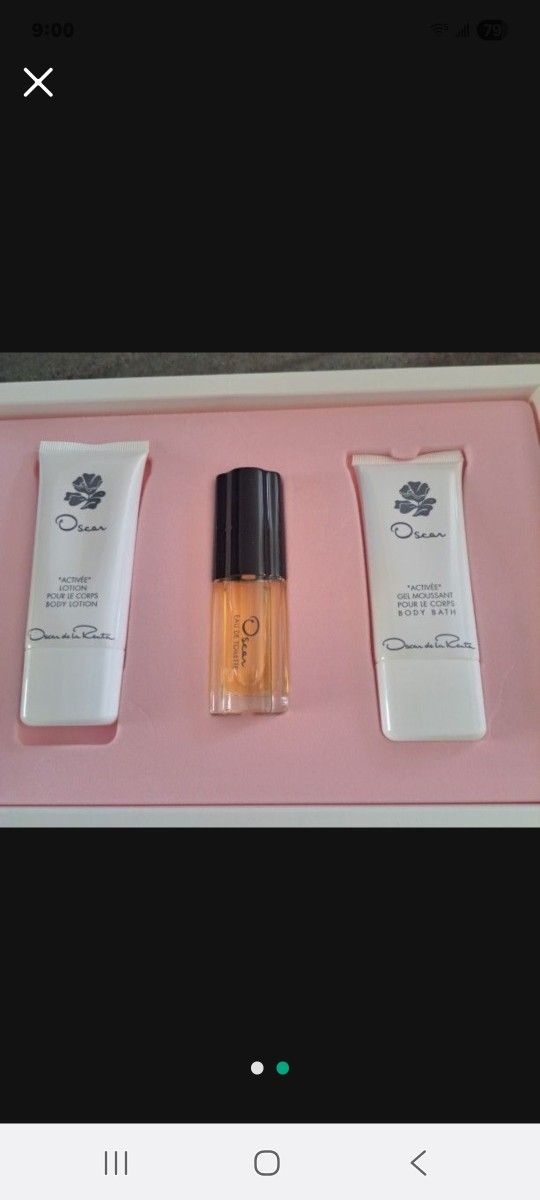 9:00
79
Oscar
"ACTIVÉE"
LOTION
POUR LE CORPS
BODY LOTION
Oscar de la Renta
Oscar
EAU DE TOILETTE
Oscar
"ACTIVÉE"
GEL MOUSSANT
POUR LE CORPS
BODY BATH
Oscar de la Renta